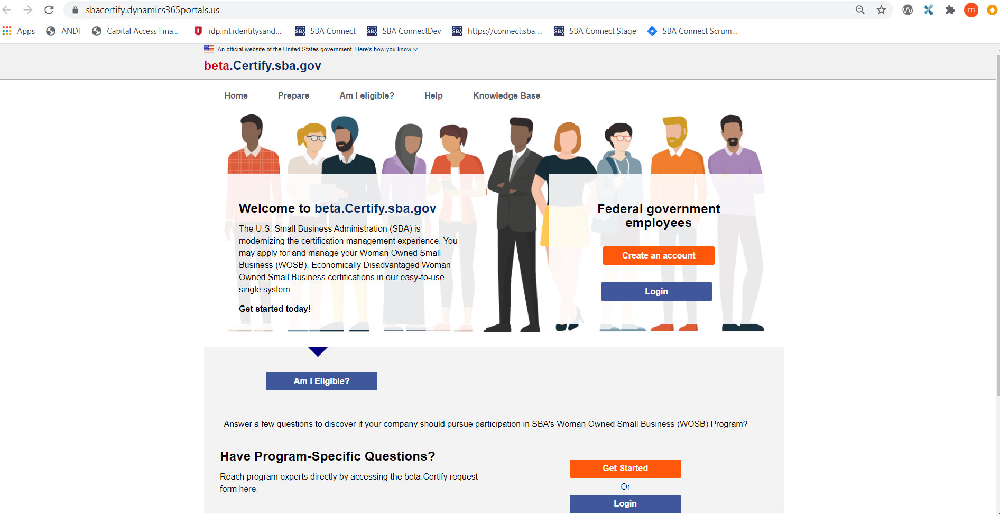 sbacertify.dynamics365portals.us
m
Apps ANDI Capital Access Fina... idp.int.identitysand... SBA SBA Connect SBA SBA ConnectDev SBA https://connect.sba.... SBA SBA Connect Stage SBA Connect Scrum...
An official website of the United States government Here's how you know
beta.Certify.sba.gov
Home Prepare Am I eligible? Help Knowledge Base
Welcome to beta.Certify.sba.gov
The U.S. Small Business Administration (SBA) is
modernizing the certification management experience. You
may apply for and manage your Woman Owned Small
Business (WOSB), Economically Disadvantaged Woman
Owned Small Business certifications in our easy-to-use
single system.
Get started today!
Federal government
employees
Create an account
Login
Am I Eligible?
Answer a few questions to discover if your company should pursue participation in SBA's Woman Owned Small Business (WOSB) Program?
Have Program-Specific Questions?
Reach program experts directly by accessing the beta.Certify request
form here.
Get Started
Or
Login